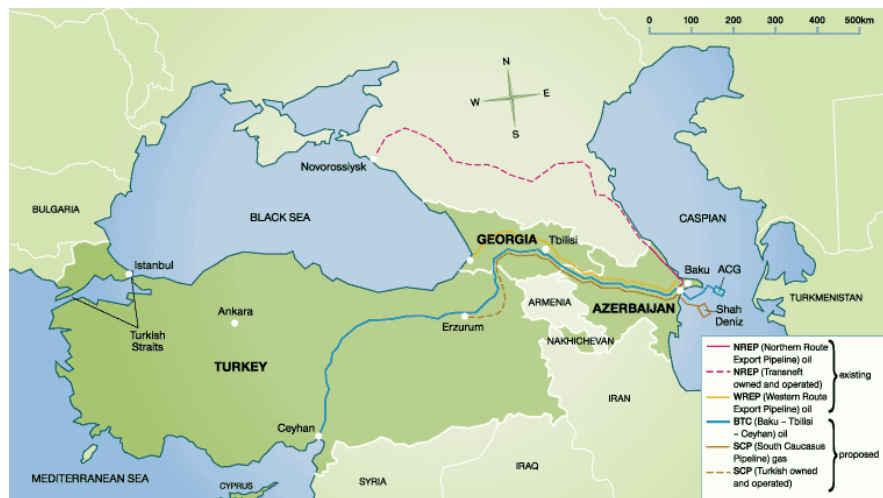 0 100 200 300 400 500km
N
W E
S
Novorossiysk
BULGARIA
BLACK SEA
CASPIAN
GEORGIA
Tbilisi
Istanbul
Baku
ACG
TURKMENISTAN
Ankara
ARMENIA
AZERBAIJAN
Shah
Deniz
Erzurum
Turkish
Straits
NAKHICHEVAN
TURKEY
IRAN
Ceyhan
MEDITERRANEAN SEA
CYPRUS
SYRIA
IRAQ
NREP (Northern Route
Export Pipeline) oil
NREP (Transneft
owned and operated)
existing
WREP (Western Route
Export Pipeline) oil
BTC (Baku – Tbilisi
– Ceyhan) oil
SCP (South Caucasus
Pipeline) gas
proposed
SCP (Turkish owned
and operated)